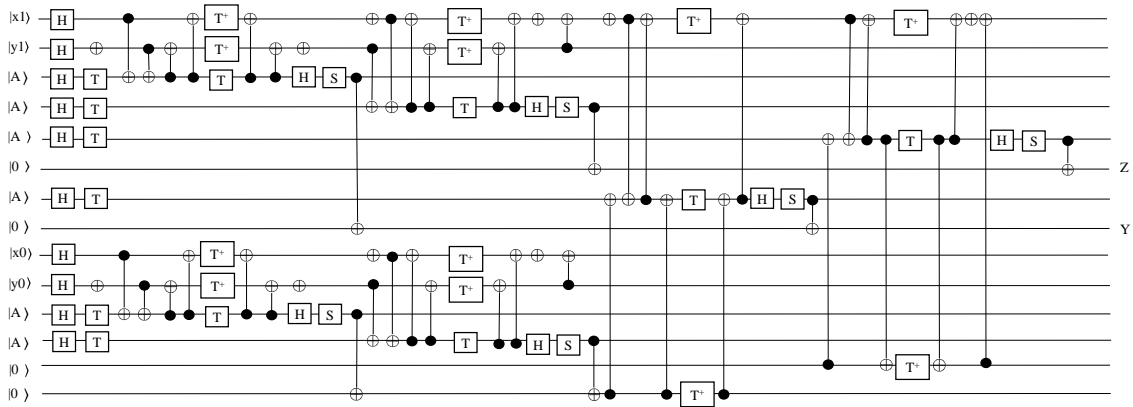 |x1⟩ H T⁺ T⁺ T⁺ T⁺
|y1⟩ H T⁺ T⁺
|A⟩ H T T H S
|A⟩ H T T H S
|A ⟩ H T T H S
|0 ⟩ Z
|A ⟩ H T T H S
|0 ⟩ Y
|x0⟩ H T⁺ T⁺
|y0⟩ H T⁺ T⁺
|A ⟩ H T T H S
|A ⟩ H T T H S
|0 ⟩ T⁺
|0 ⟩ T⁺